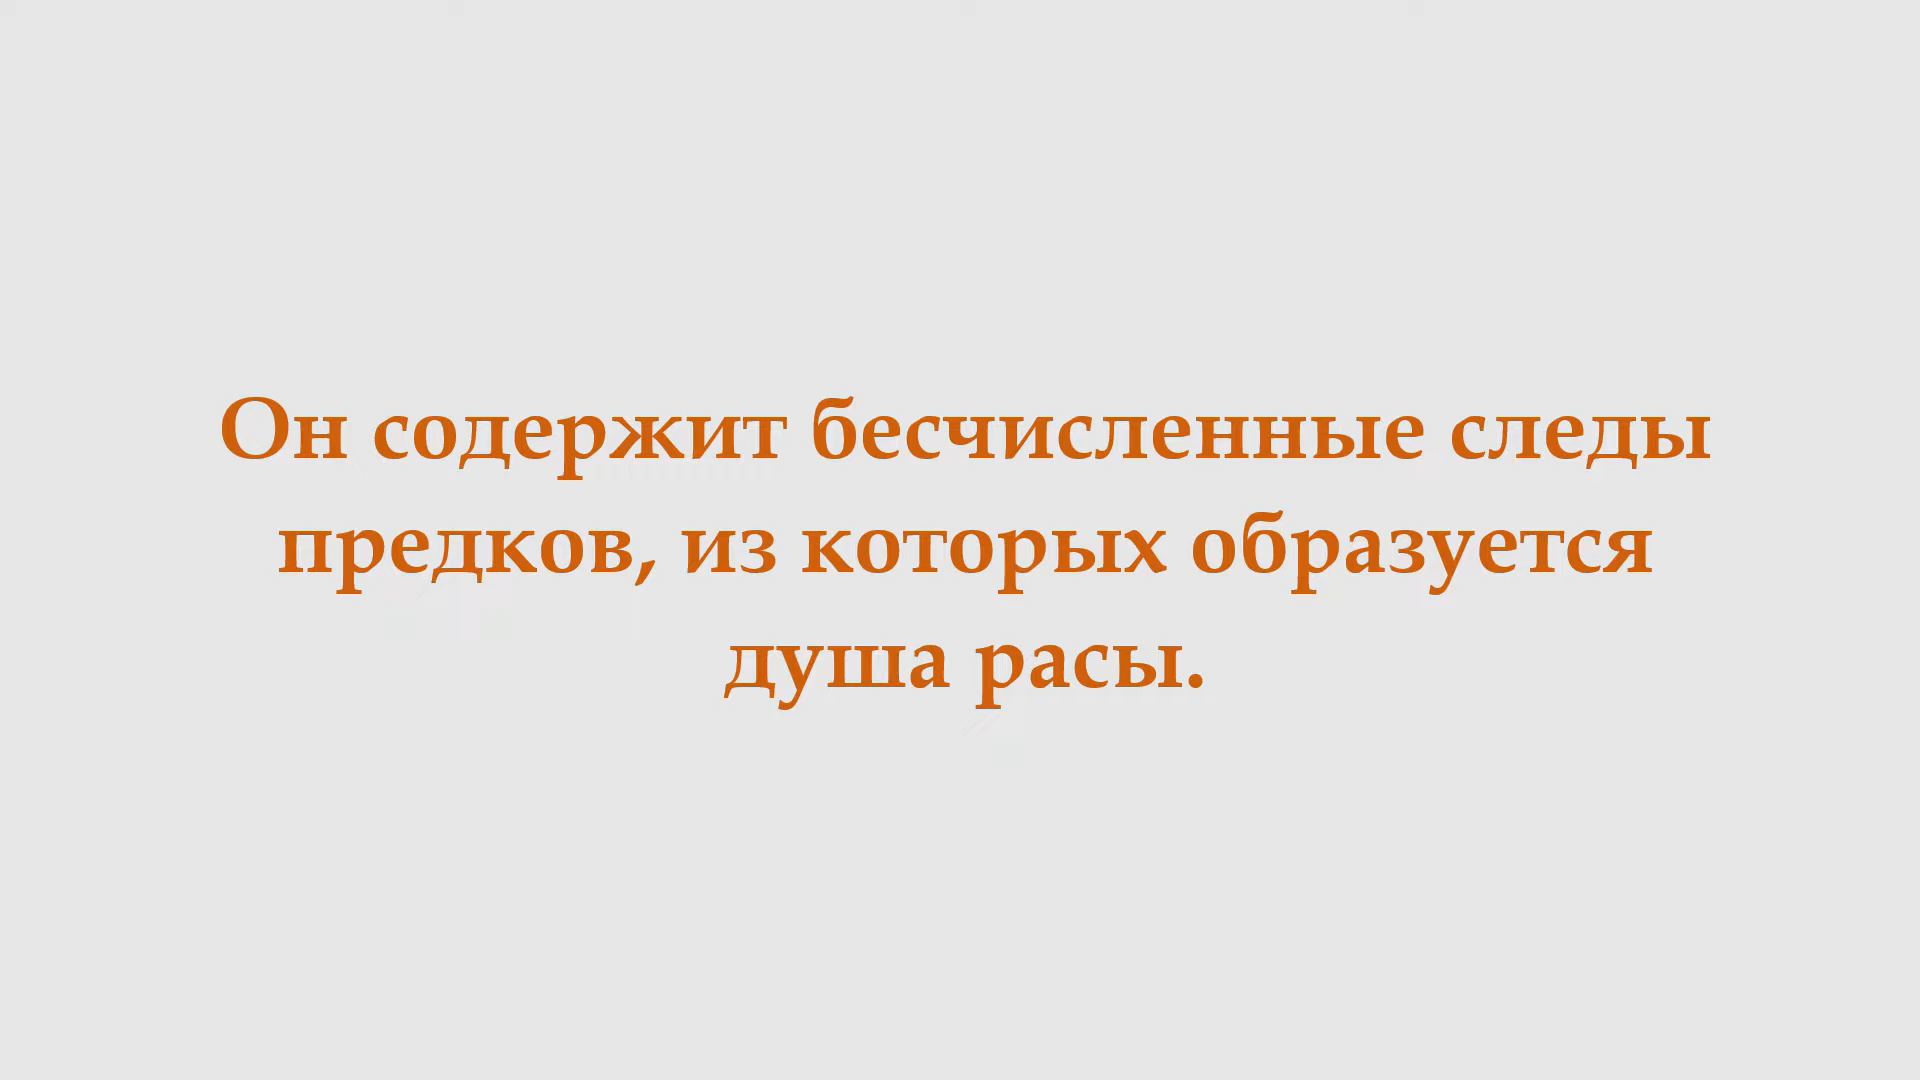 Он содержит бесчисленные следы
предков, из которых образуется
душа расы.